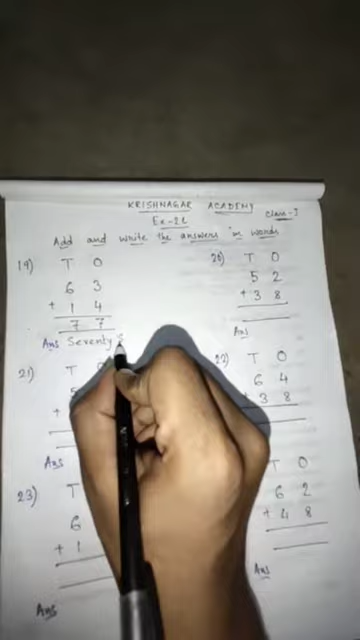 KRISHNAGAR ACADEMY
Ex-21 Class-I
Add and write the answers in words
19) T O
6 3
+ 1 4
7 7
Ans Seventy s
20) T O
5 2
+ 3 8
Ans
21) T
+
Ans
22) T O
6 4
+ 3 8
23) T
6
+ 1
Ans
T O
6 2
+ 4 8
Ans